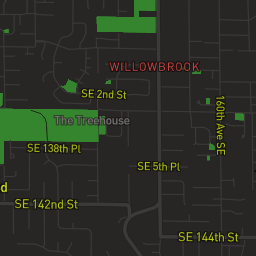 WILLOWBROOK
SE 2nd St
160th Ave SE
The Treehouse
SE 138th Pl
SE 5th Pl
d
SE 142nd St
SE 144th St